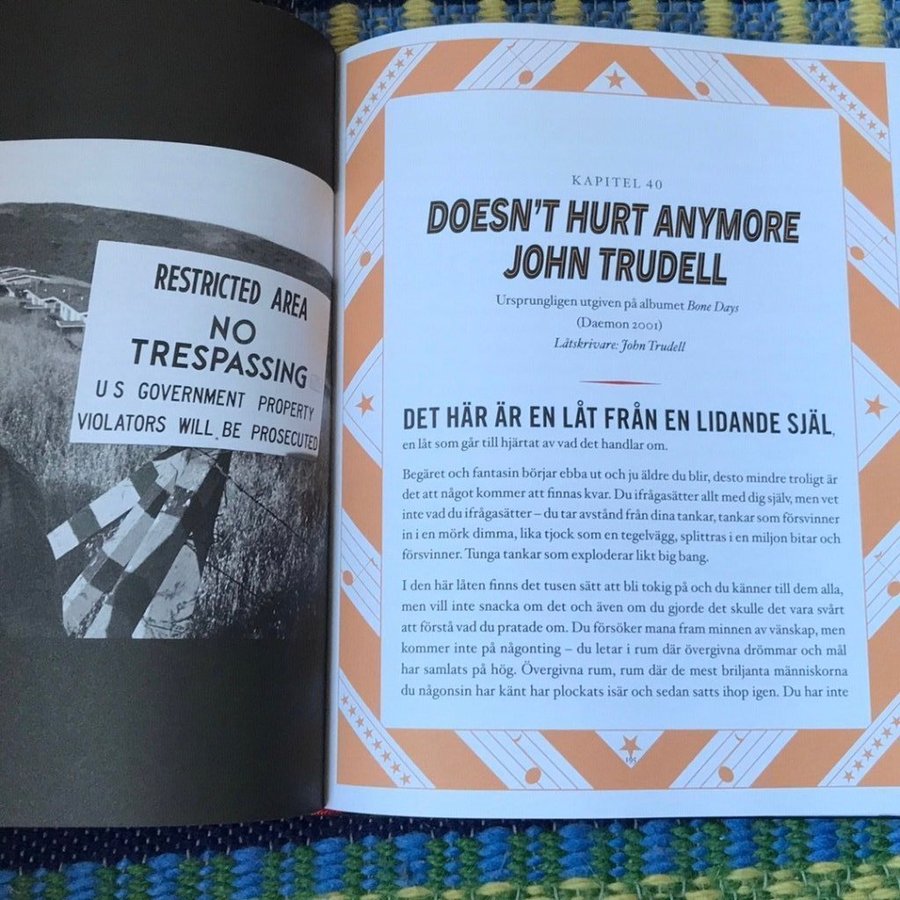 RESTRICTED AREA
NO
TRESPASSING
U S GOVERNMENT PROPERTY
VIOLATORS WILL BE PROSECUTED
KAPITEL 40
DOESN'T HURT ANYMORE
JOHN TRUDELL
Ursprungligen utgiven på albumet Bone Days
(Daemon 2001)
Låtskrivare: John Trudell
DET HÄR ÄR EN LÅT FRÅN EN LIDANDE SJÄL,
en låt som går till hjärtat av vad det handlar om.
Begäret och fantasin börjar ebba ut och ju äldre du blir, desto mindre troligt är
det att något kommer att finnas kvar. Du ifrågasätter allt med dig själv, men vet
inte vad du ifrågasätter – du tar avstånd från dina tankar, tankar som försvinner
in i en mörk dimma, lika tjock som en tegelvägg, splittras i en miljon bitar och
försvinner. Tunga tankar som exploderar likt big bang.
I den här låten finns det tusen sätt att bli tokig på och du känner till dem alla,
men vill inte snacka om det och även om du gjorde det skulle det vara svårt
att förstå vad du pratade om. Du försöker mana fram minnen av vänskap, men
kommer inte på någonting – du letar i rum där övergivna drömmar och mål
har samlats på hög. Övergivna rum, rum där de mest briljanta människorna
du någonsin har känt har plockats isär och sedan satts ihop igen. Du har inte